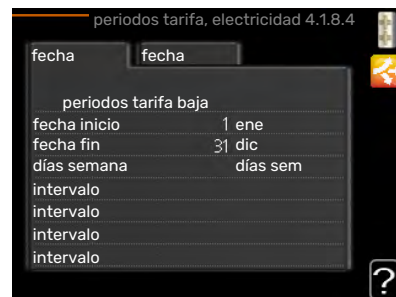 periodos tarifa, electricidad 4.1.8.4
fecha fecha
periodos tarifa baja
fecha inicio 1 ene
fecha fin 31 dic
días semana días sem
intervalo
intervalo
intervalo
intervalo
?